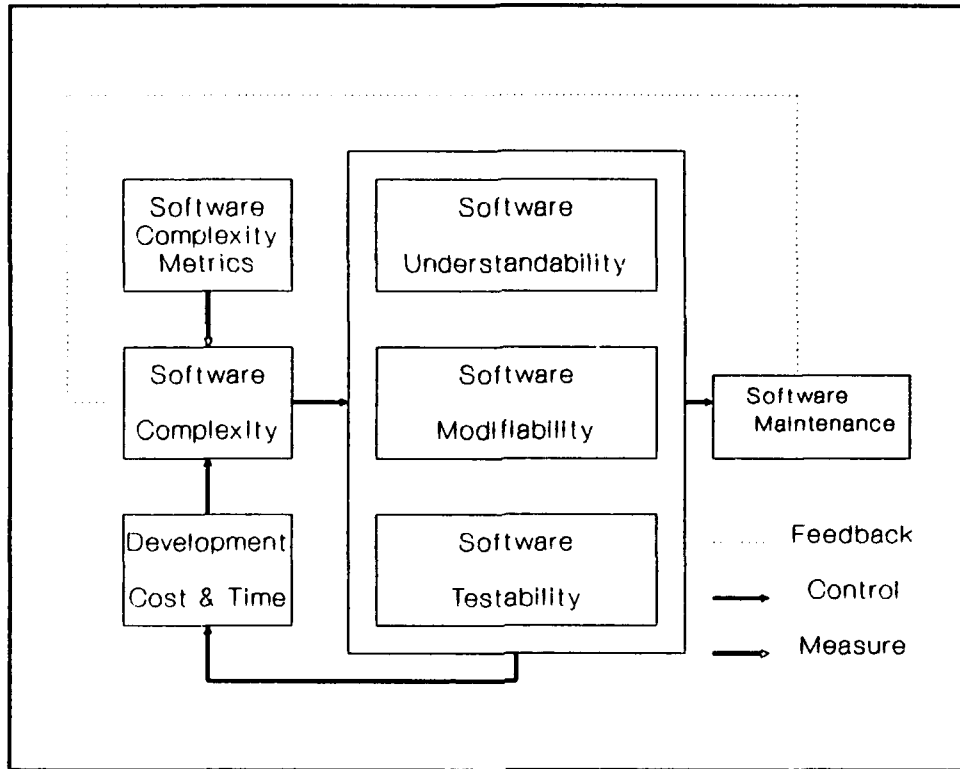 Software
Complexity
Metrics
Software
Understandability
Software
Complexity
Software
Modifiability
Software
Maintenance
Development
Cost & Time
Software
Testability
Feedback
Control
Measure